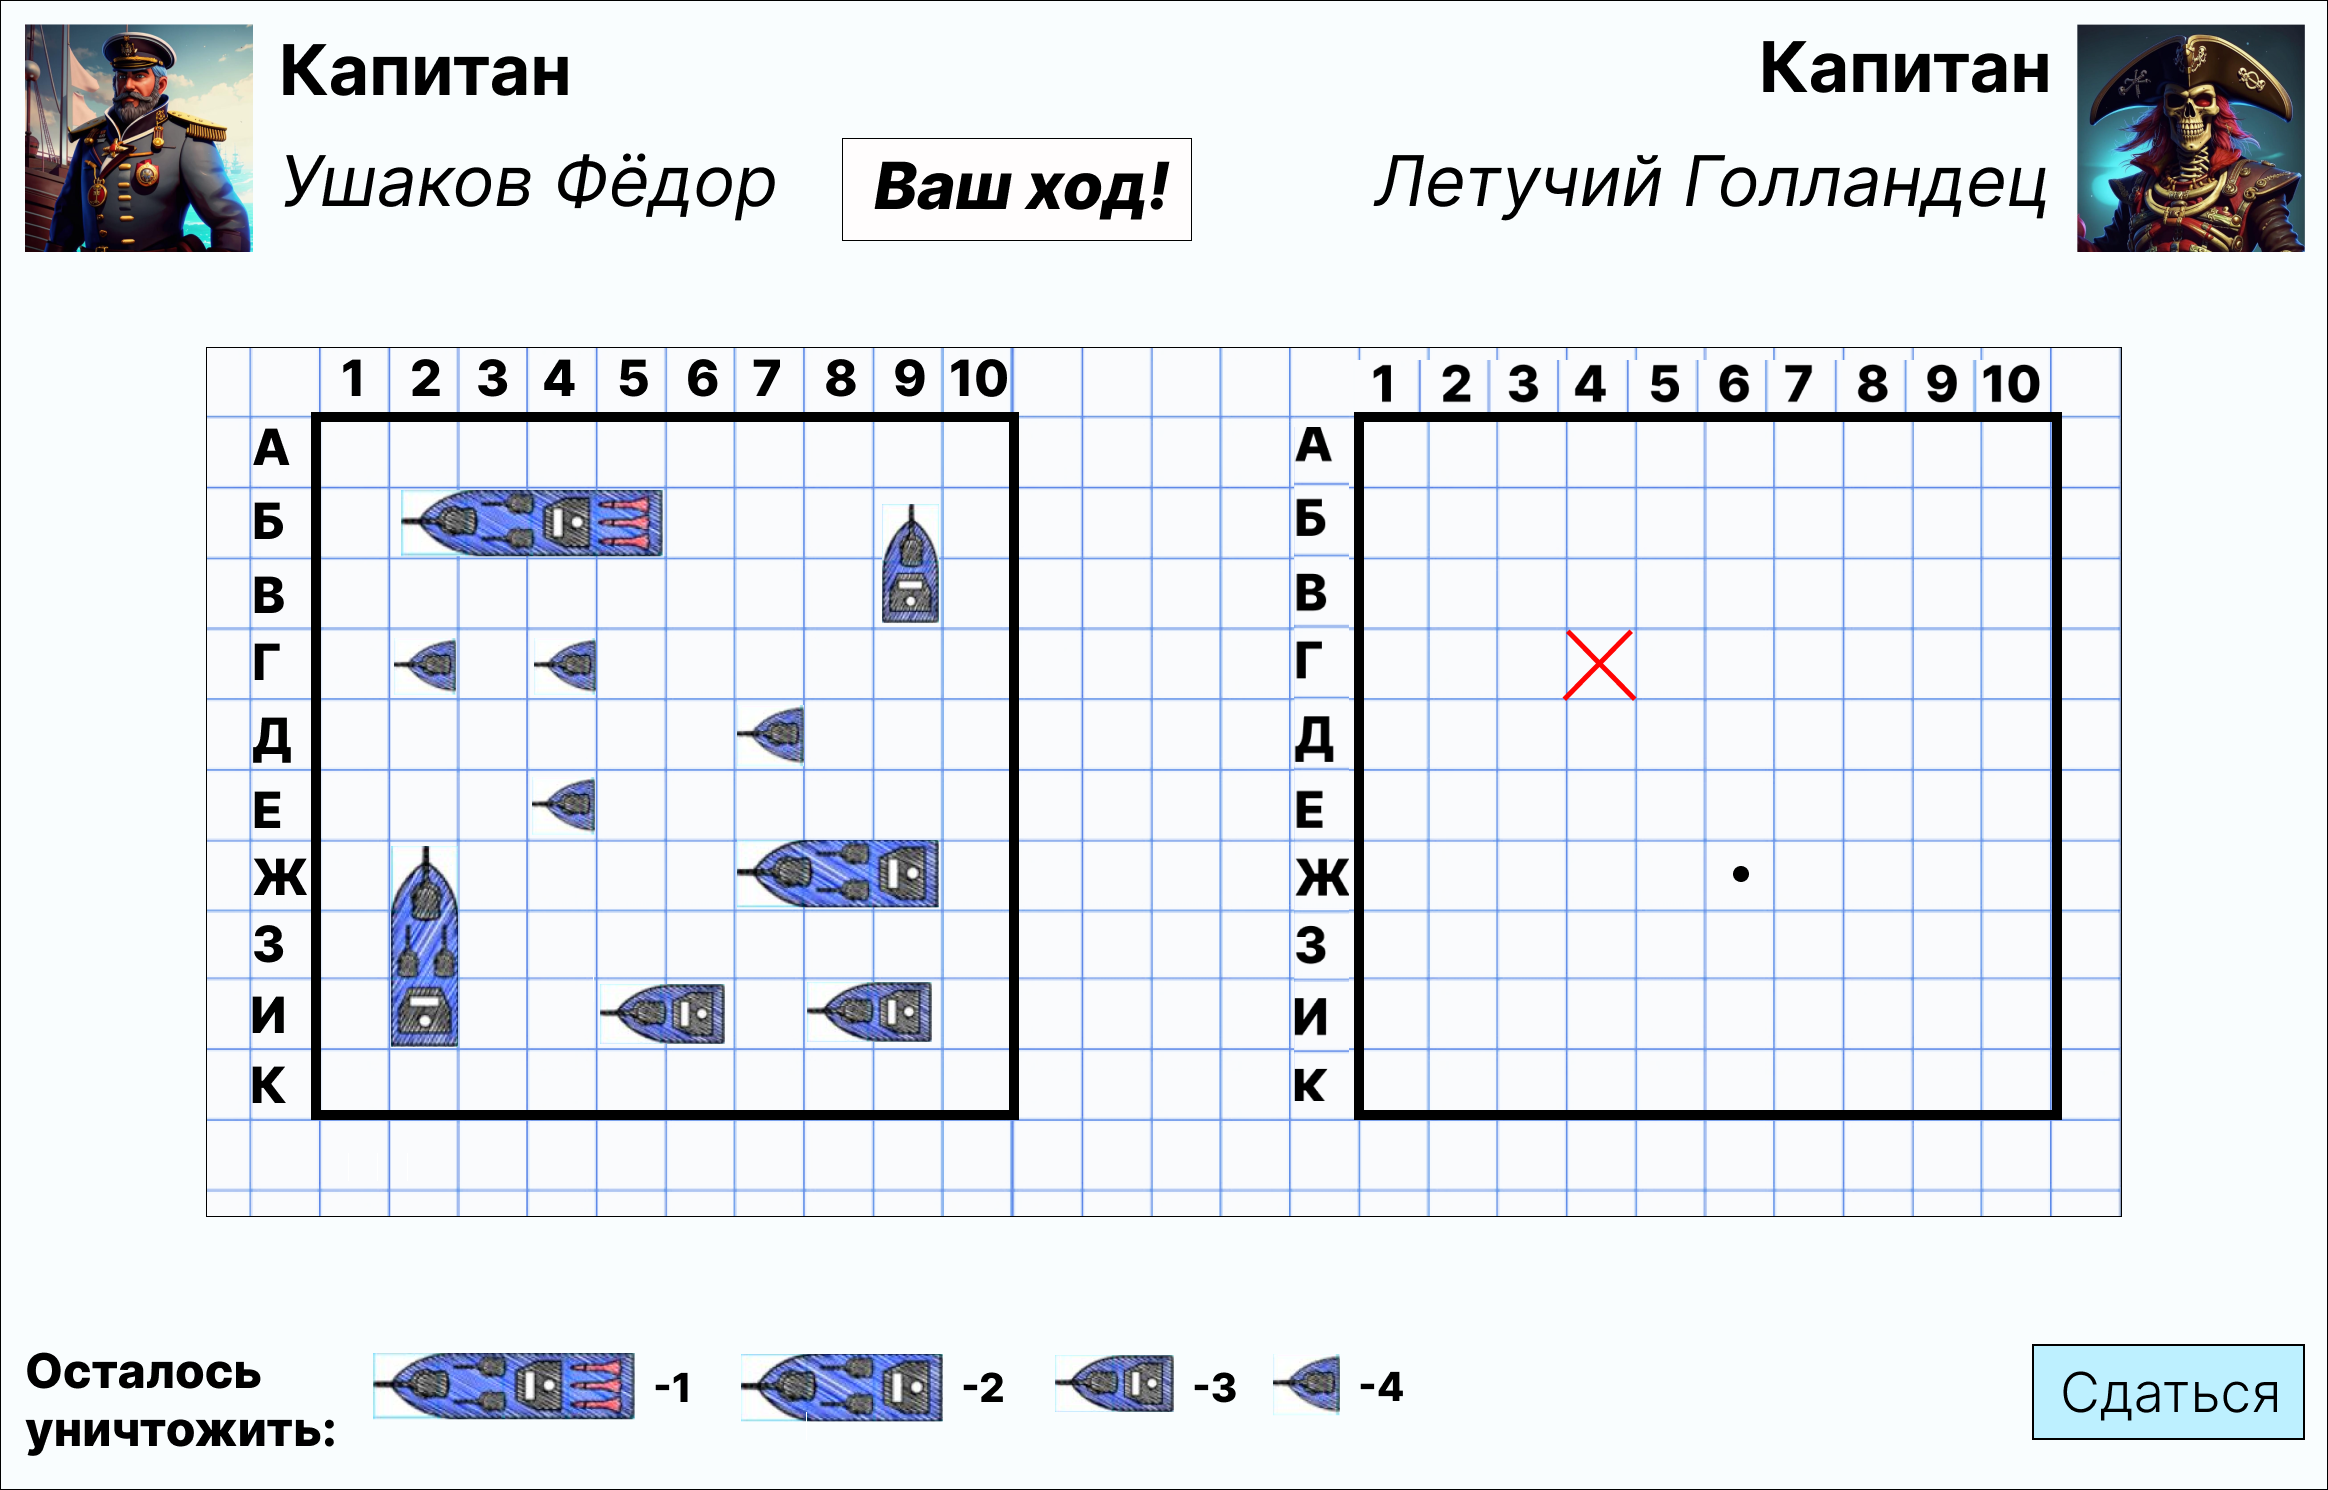 Капитан
Ушаков Фёдор
Ваш ход!
Капитан
Летучий Голландец
1 2 3 4 5 6 7 8 9 10
А
Б
В
Г
Д
Е
Ж
З
И
К
1 2 3 4 5 6 7 8 9 10
А
Б
В
Г
Д
Е
Ж
З
И
К
Осталось
уничтожить:
-1 -2 -3 -4
Сдаться